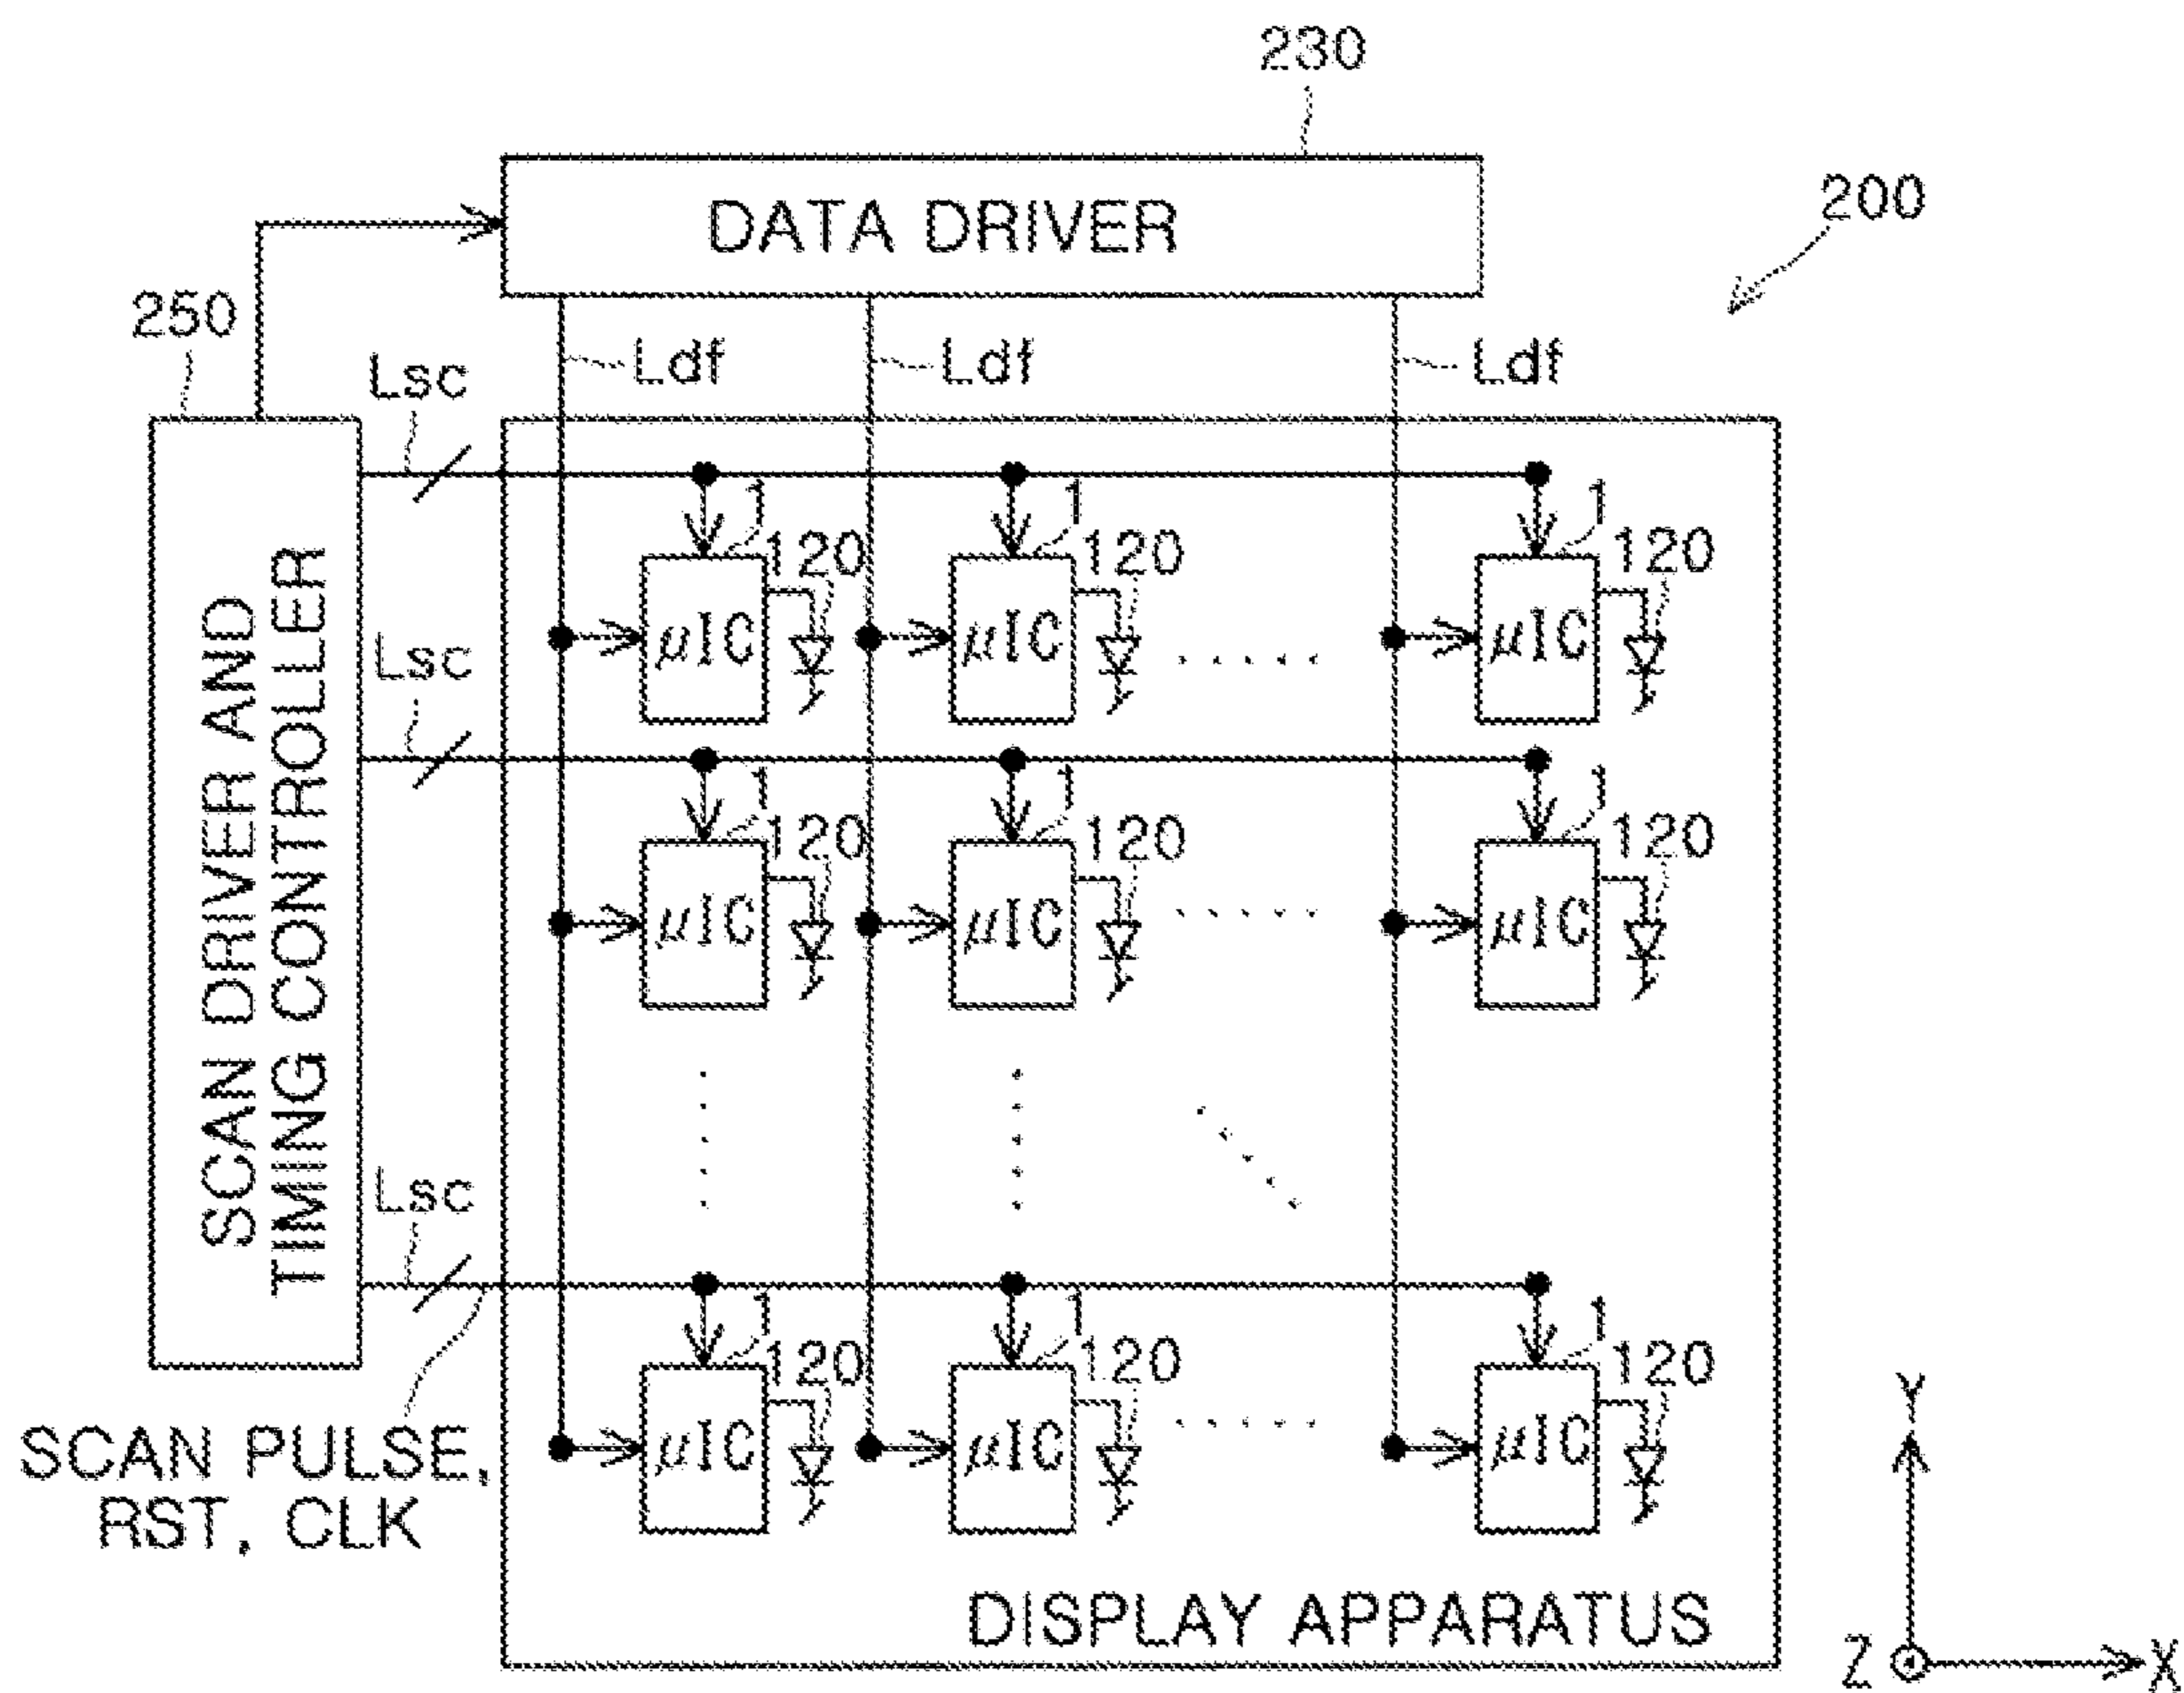 230
DATA DRIVER
200
250
Lsc
Ldf
Ldf
Ldf
SCAN DRIVER AND
TIMING CONTROLLER
1
1
1
120
120
120
μIC
μIC
μIC
Lsc
1
1
1
120
120
120
μIC
μIC
μIC
Lsc
1
1
1
120
120
120
μIC
μIC
μIC
SCAN PULSE,
RST, CLK
DISPLAY APPARATUS
Y
Z
X